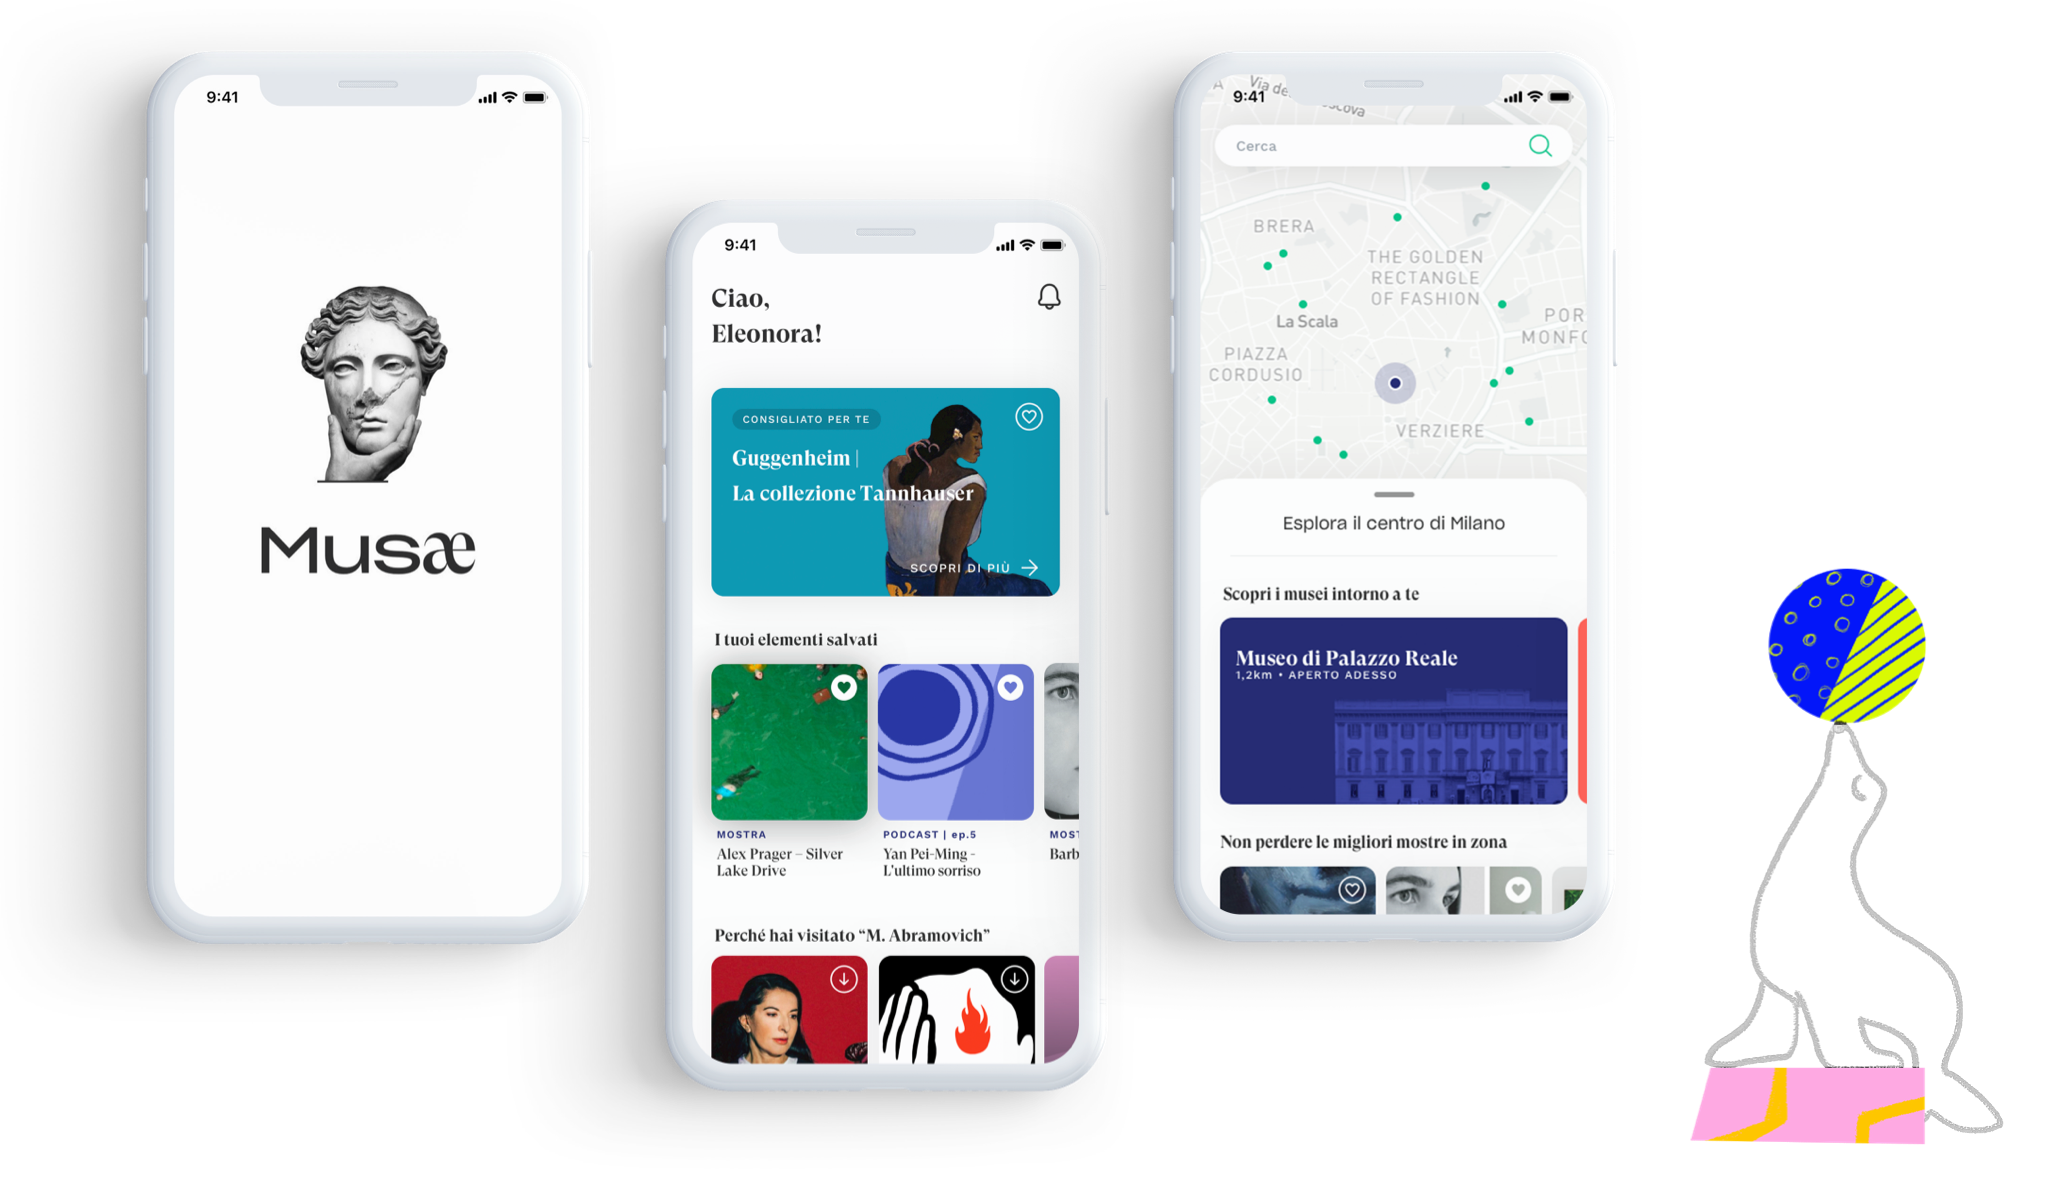 9:41
Musæ
9:41
Ciao,
Eleonora!
CONSIGLIATO PER TE
Guggenheim |
La collezione Tannhauser
SCOPRI DI PIÙ
I tuoi elementi salvati
MOSTRA
Alex Prager – Silver
Lake Drive
PODCAST | ep.5
Yan Pei-Ming -
L'ultimo sorriso
MOST
Barb
Perché hai visitato “M. Abramovich”
9:41
Via de
Cerca
BRERA
THE GOLDEN
RECTANGLE
OF FASHION
La Scala
POR
MONFO
PIAZZA
CORDUSIO
VERZIERE
Esplora il centro di Milano
Scopri i musei intorno a te
Museo di Palazzo Reale
1,2km • APERTO ADESSO
Non perdere le migliori mostre in zona